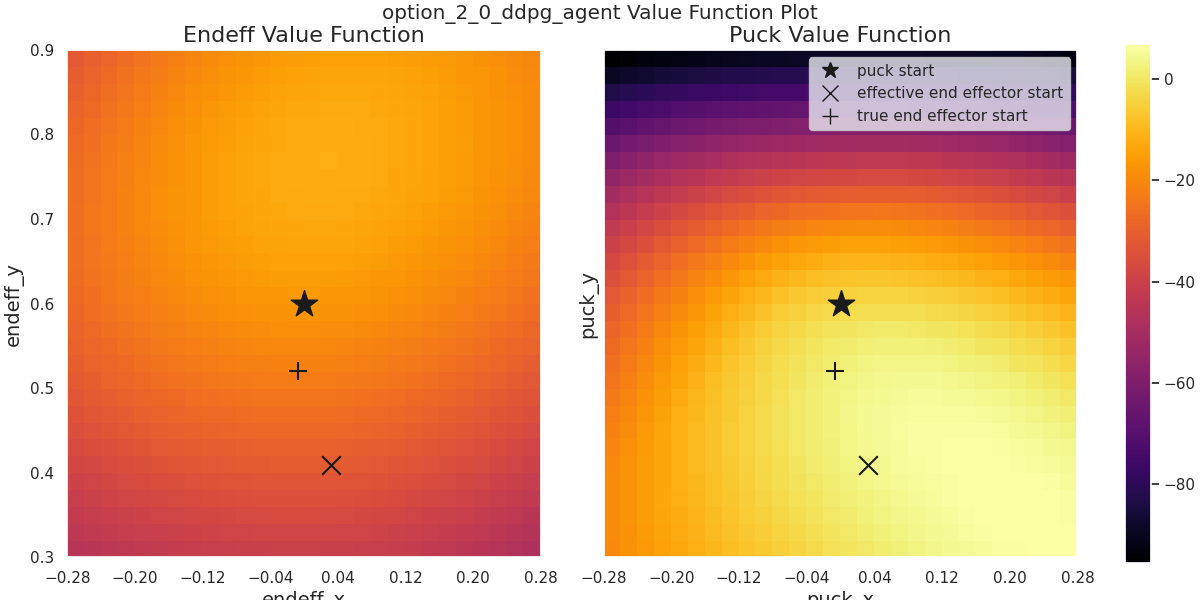 option_2_0_ddpg_agent Value Function Plot
Endeff Value Function
Puck Value Function
0.9
0.8
0.7
0.6
0.5
0.4
0.3
endeff_y
−0.28 −0.20 −0.12 −0.04 0.04 0.12 0.20 0.28
endeff_x
puck_y
puck start
effective end effector start
true end effector start
−0.28 −0.20 −0.12 −0.04 0.04 0.12 0.20 0.28
puck_x
0
−20
−40
−60
−80